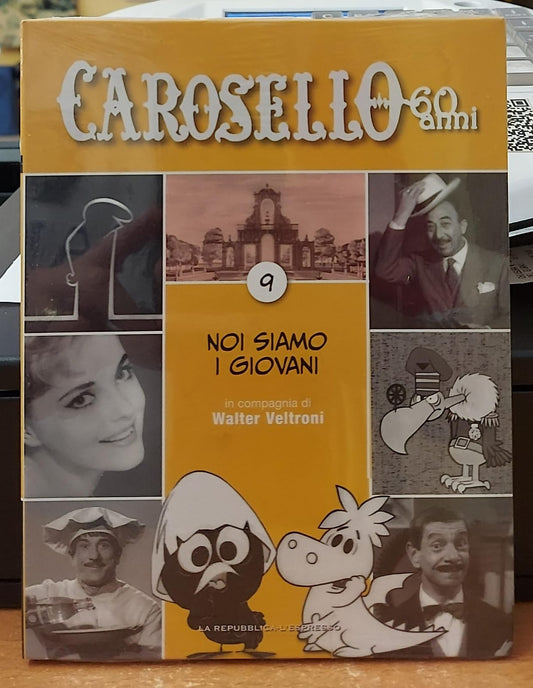 CAROSELLO 60
anni
9
NOI SIAMO
I GIOVANI
in compagnia di
Walter Veltroni
LA REPUBBLICA-L'ESPRESSO